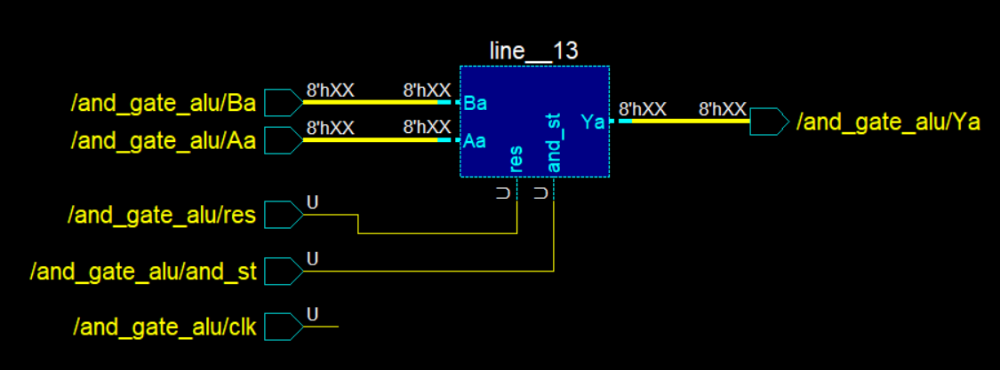 line__13
/and_gate_alu/Ba 8'hXX 8'hXX Ba
/and_gate_alu/Aa 8'hXX 8'hXX Aa
Ya 8'hXX 8'hXX /and_gate_alu/Ya
res and_st
U U
/and_gate_alu/res U
/and_gate_alu/and_st U
/and_gate_alu/clk U